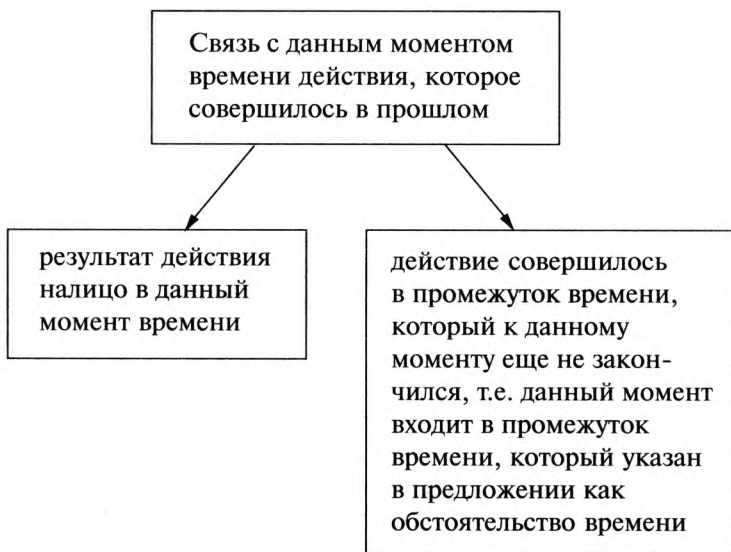 Связь с данным моментом
времени действия, которое
совершилось в прошлом
результат действия
налицо в данный
момент времени
действие совершилось
в промежуток времени,
который к данному
моменту еще не закон-
чился, т.е. данный момент
входит в промежуток
времени, который указан
в предложении как
обстоятельство времени